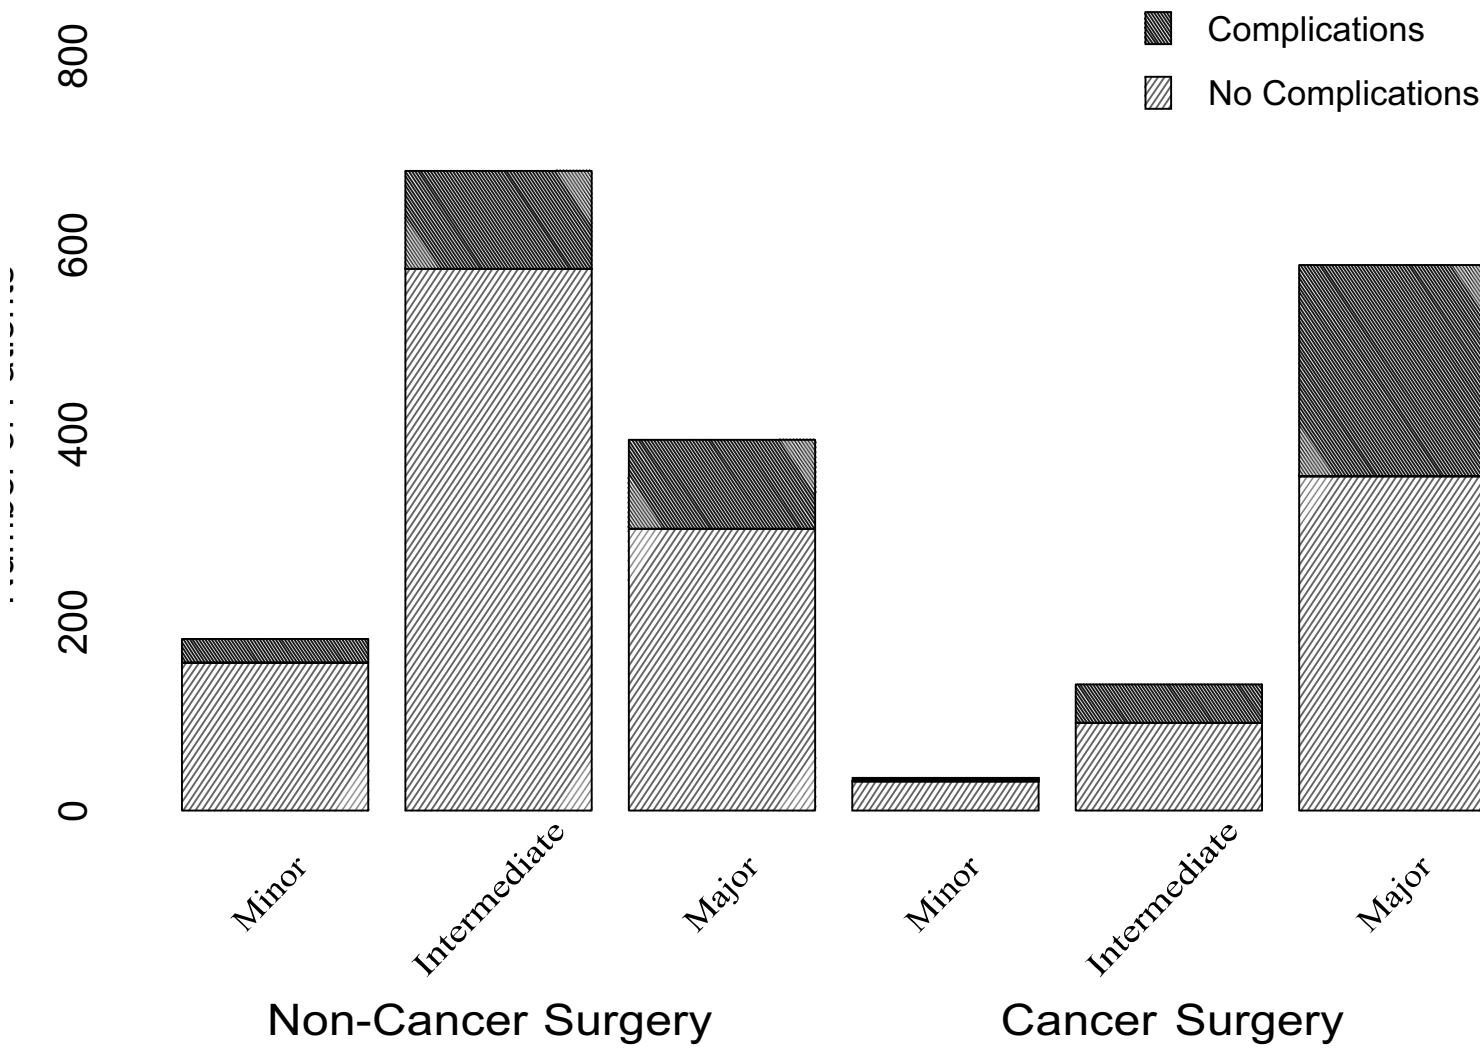 Complications
No Complications
800
600
400
200
0
Minor
Intermediate
Major
Minor
Intermediate
Major
Non-Cancer Surgery
Cancer Surgery